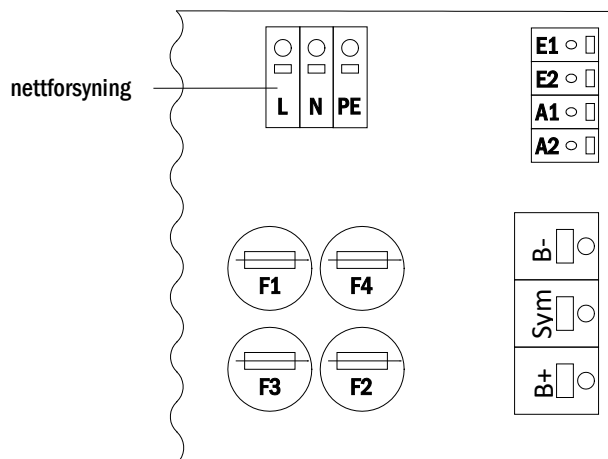 nettforsyning
L N PE
E1
E2
A1
A2
F1 F4
F3 F2
B-
Sym
B+